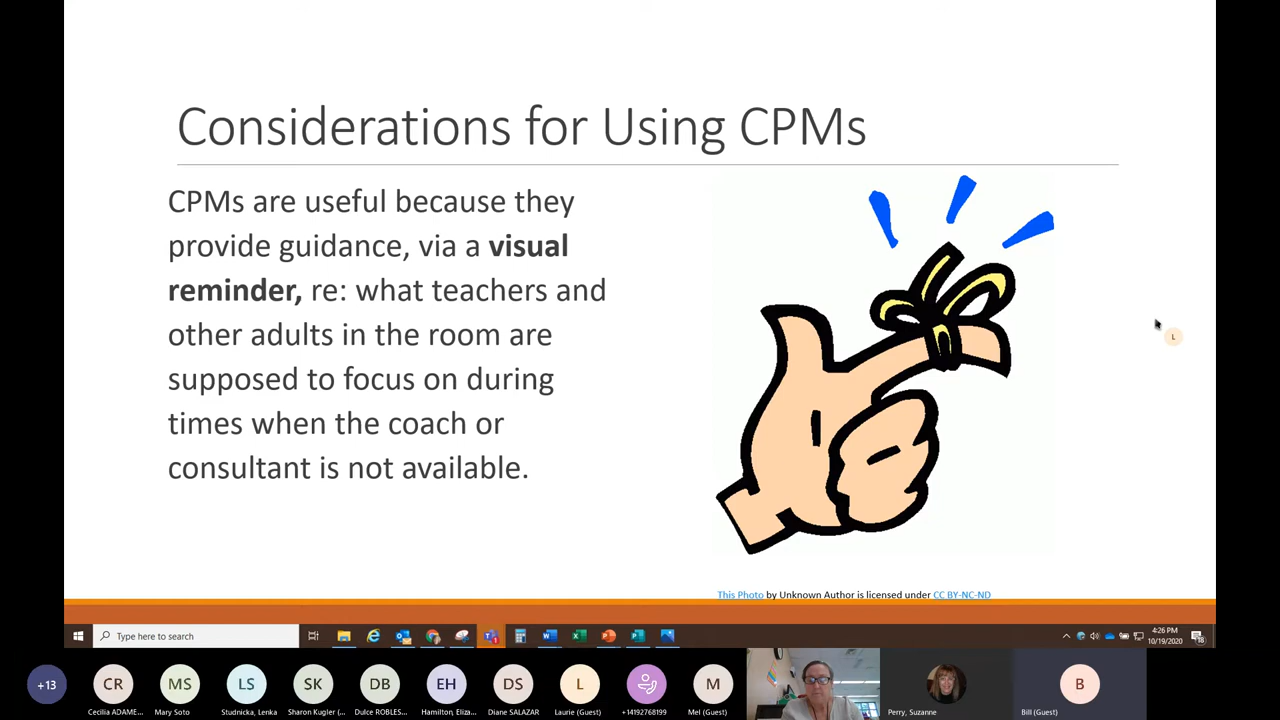 Considerations for Using CPMs
CPMs are useful because they
provide guidance, via a visual
reminder, re: what teachers and
other adults in the room are
supposed to focus on during
times when the coach or
consultant is not available.
L
This Photo by Unknown Author is licensed under CC BY-NC-ND
Type here to search
4:26 PM
10/19/2020
+13
CR
MS
LS
SK
DB
EH
DS
L
M
B
Cecilia ADAME...
Mary Soto
Studnicka, Lenka
Sharon Kugler (...
Dulce ROBLES...
Hamilton, Eliza...
Diane SALAZAR
Laurie (Guest)
+14192768199
Mel (Guest)
Perry, Suzanne
Bill (Guest)